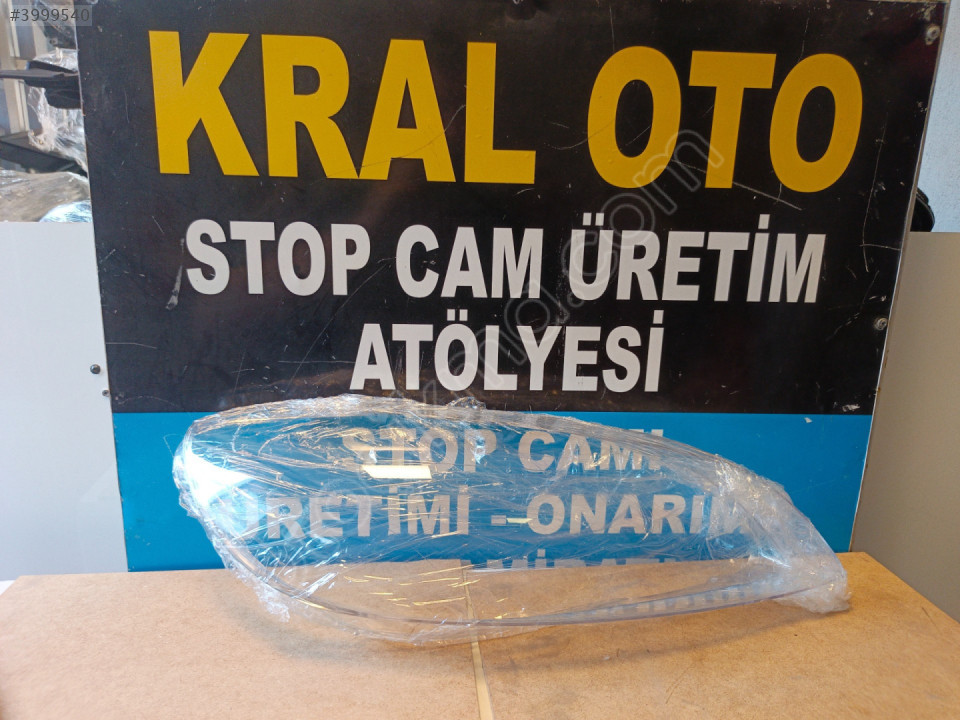 #3999540
KRAL OTO
STOP CAM ÜRETİM
ATÖLYESİ
STOP CAMI
ÜRETİMİ - ONARIM